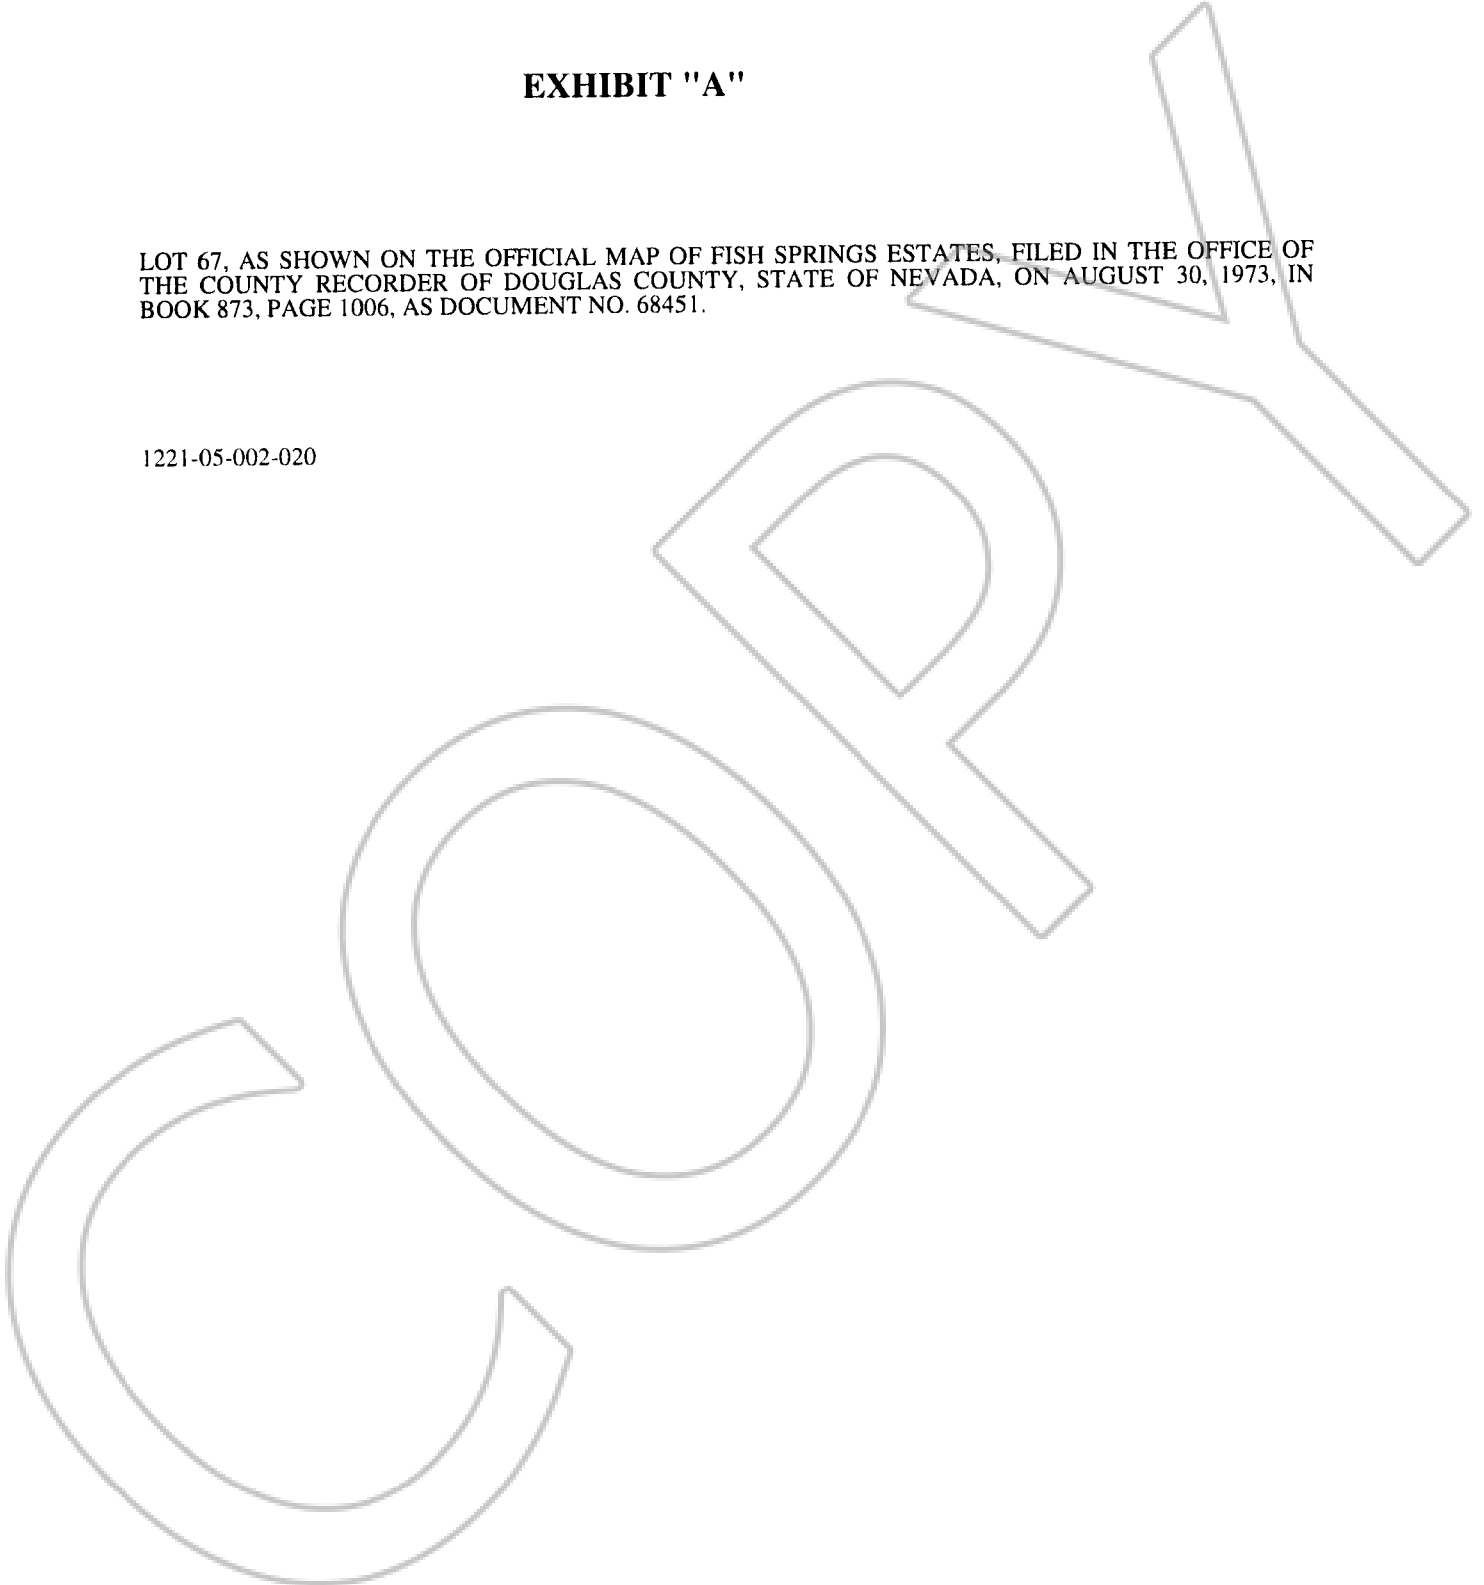 EXHIBIT "A"
LOT 67, AS SHOWN ON THE OFFICIAL MAP OF FISH SPRINGS ESTATES, FILED IN THE OFFICE OF
THE COUNTY RECORDER OF DOUGLAS COUNTY, STATE OF NEVADA, ON AUGUST 30, 1973, IN
BOOK 873, PAGE 1006, AS DOCUMENT NO. 68451.
1221-05-002-020
COPY